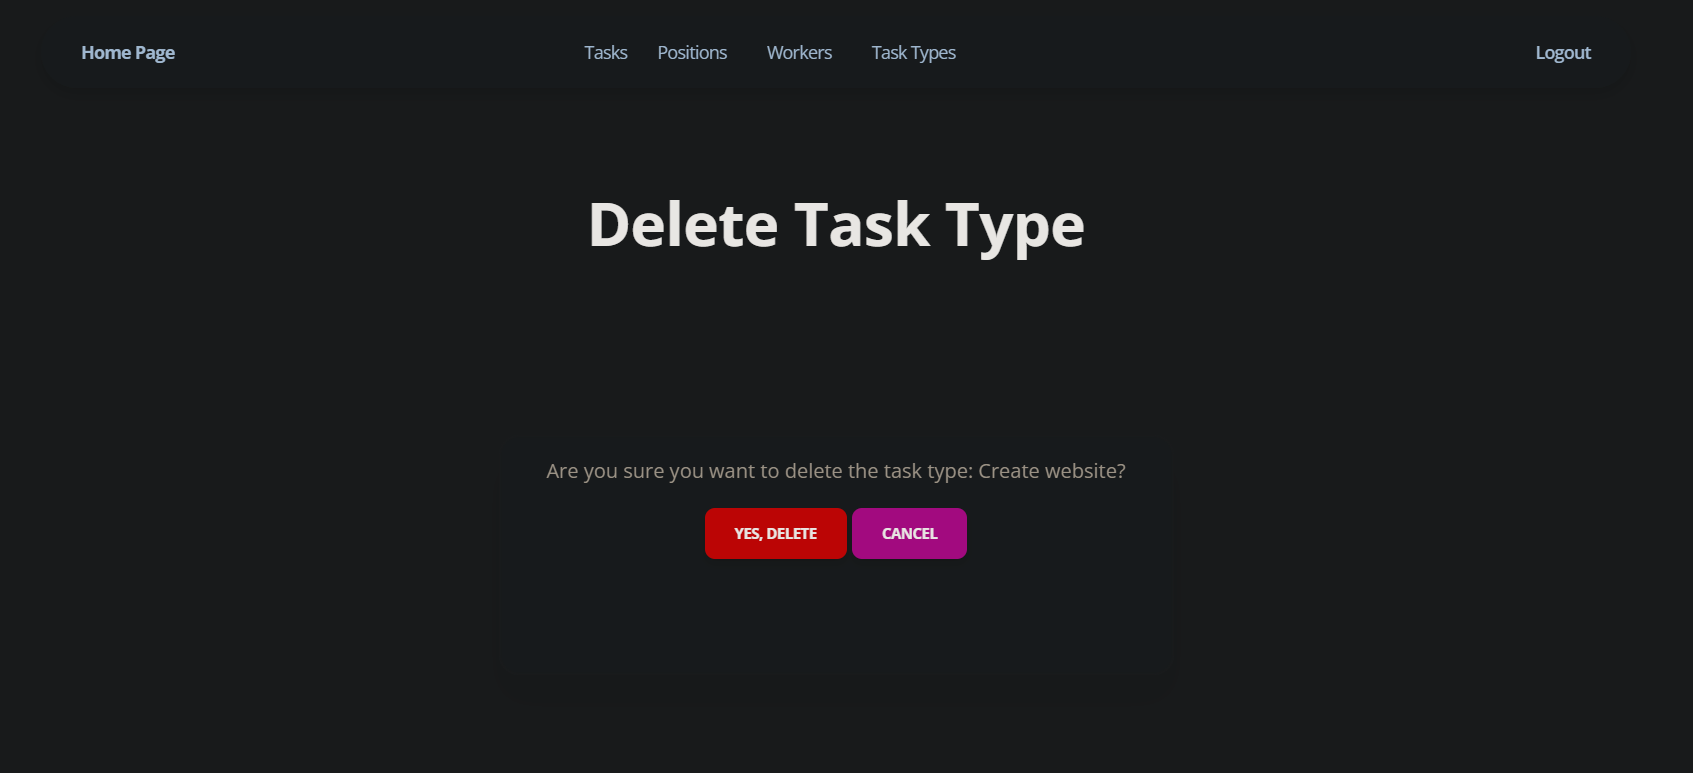 Home Page Tasks Positions Workers Task Types Logout
Delete Task Type
Are you sure you want to delete the task type: Create website?
YES, DELETE CANCEL